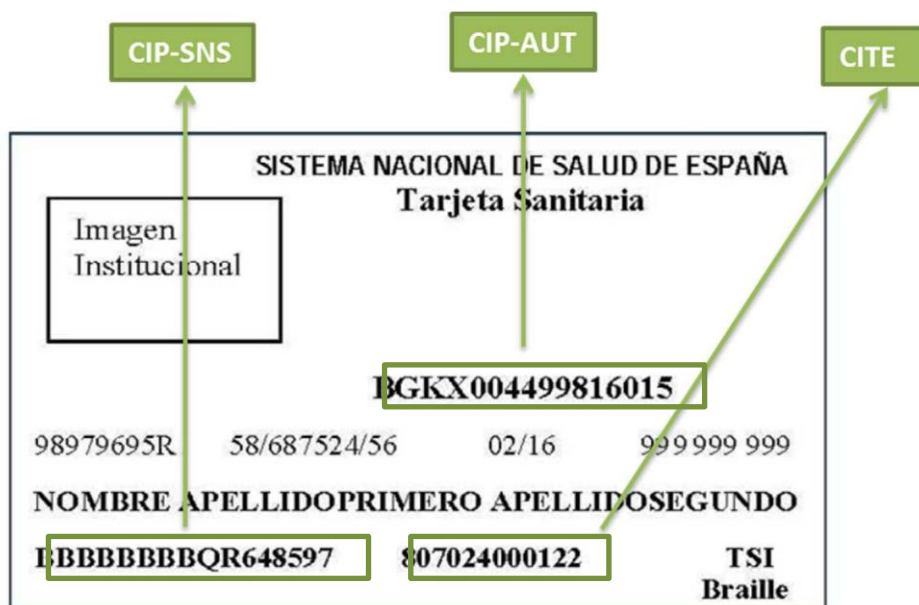 CIP-SNS CIP-AUT CITE
SISTEMA NACIONAL DE SALUD DE ESPAÑA
Tarjeta Sanitaria
Imagen
Institucional
BGKX004499816015
98979695R 58/687524/56 02/16 999 999 999
NOMBRE APELLIDOPRIMERO APELLIDOSEGUNDO
BBBBBBBBQR648597 807024000122 TSI
Braille